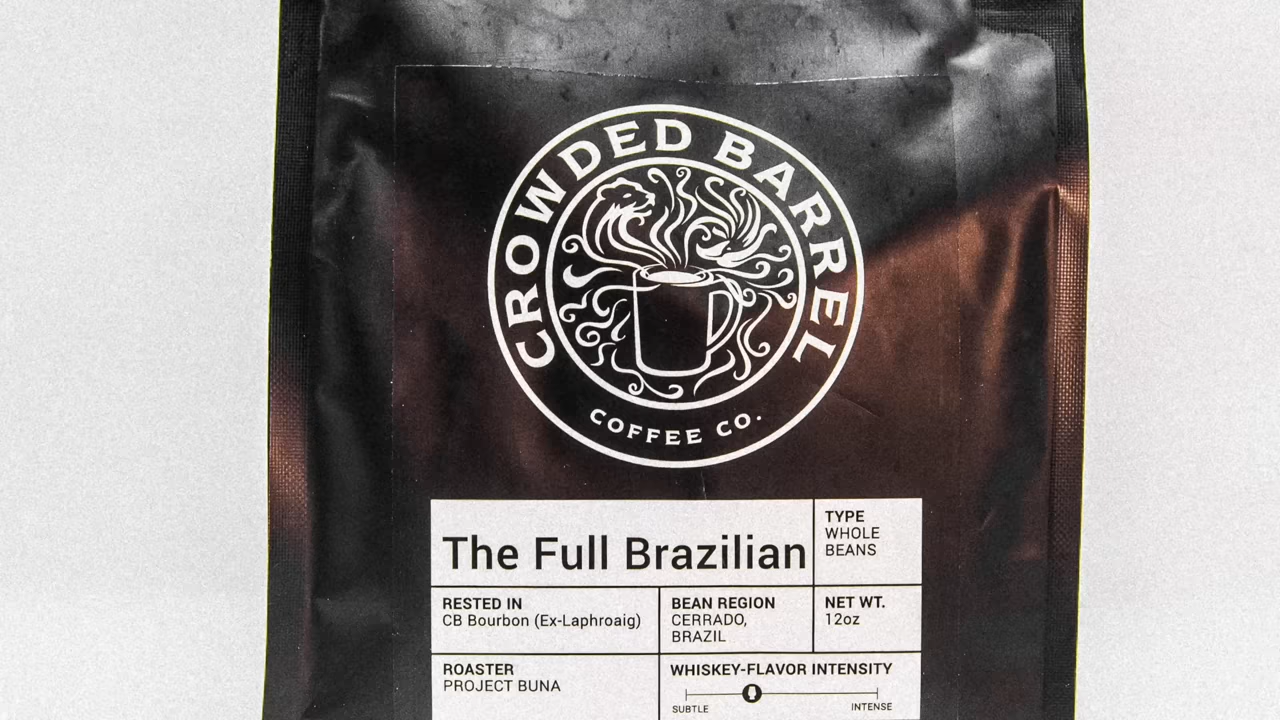 CROWDED BARREL
COFFEE CO.
The Full Brazilian
TYPE
WHOLE
BEANS
RESTED IN
CB Bourbon (Ex-Laphroaig)
BEAN REGION
CERRADO,
BRAZIL
NET WT.
12oz
ROASTER
PROJECT BUNA
WHISKEY-FLAVOR INTENSITY
SUBTLE
INTENSE